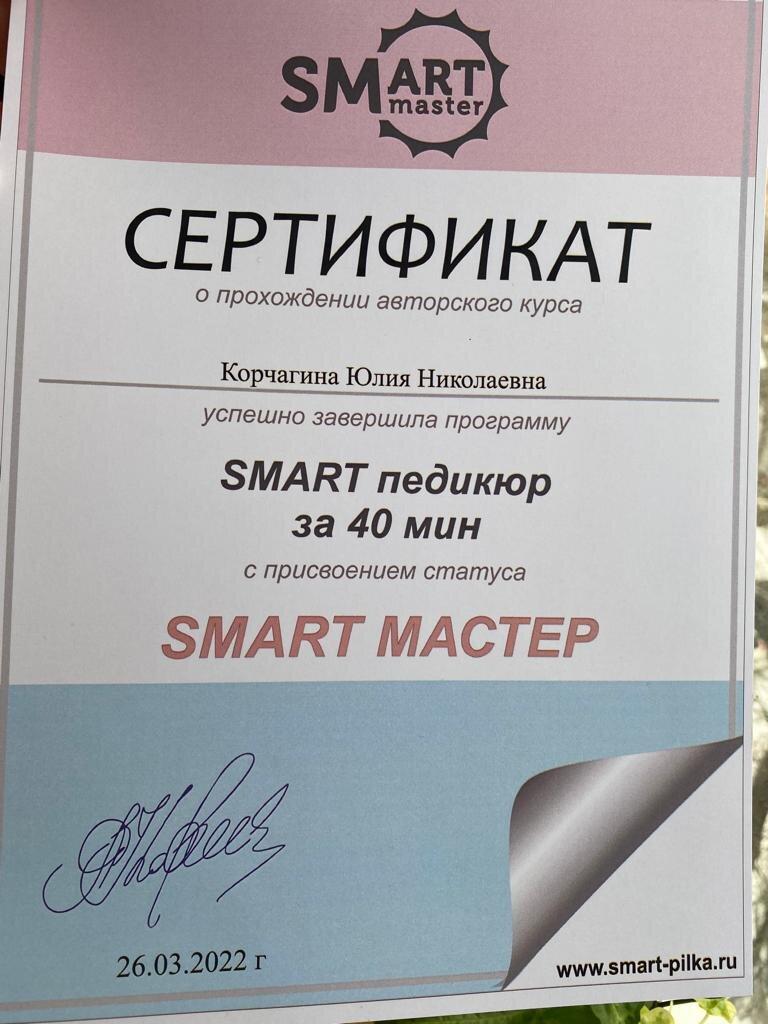 SMART
master
СЕРТИФИКАТ
о прохождении авторского курса
Корчагина Юлия Николаевна
успешно завершила программу
SMART педикюр
за 40 мин
с присвоением статуса
SMART МАСТЕР
26.03.2022 г
www.smart-pilka.ru